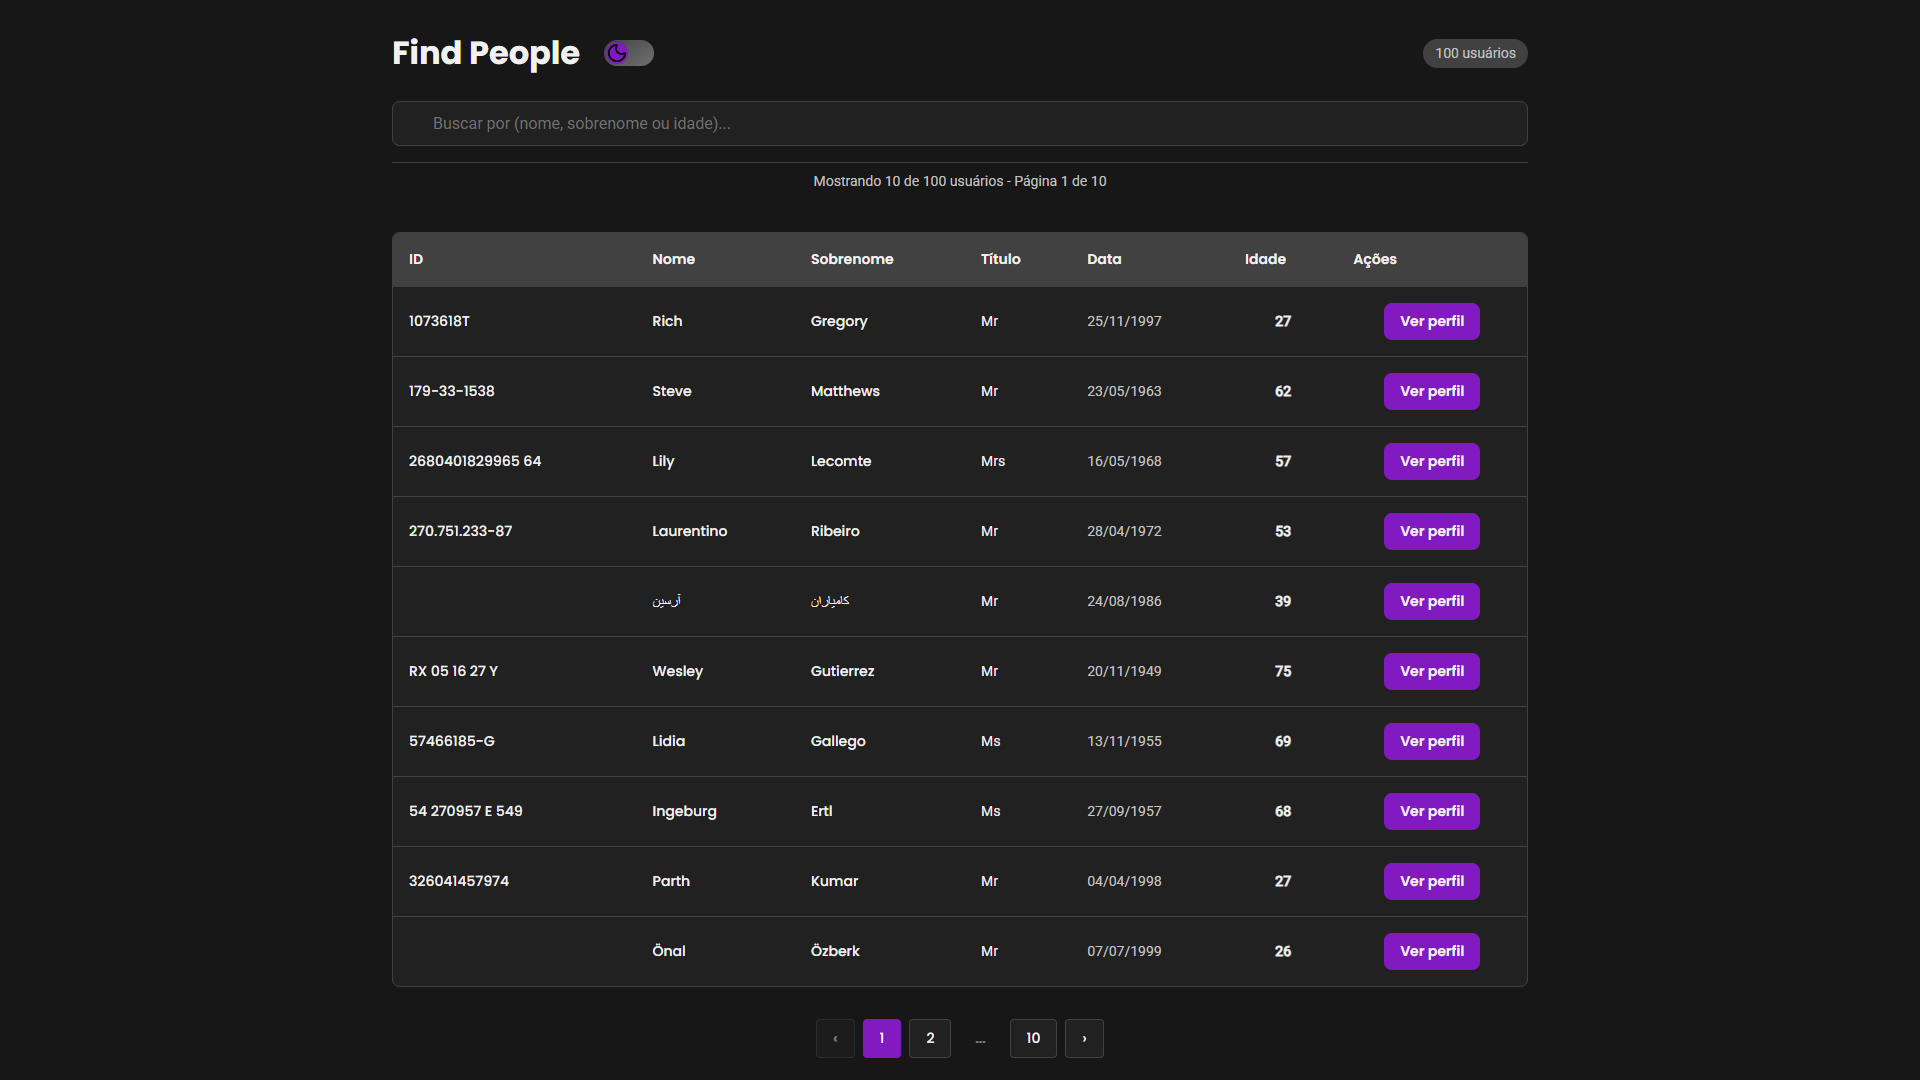 Find People
100 usuários
Buscar por (nome, sobrenome ou idade)...
Mostrando 10 de 100 usuários - Página 1 de 10
ID Nome Sobrenome Título Data Idade Ações
1073618T Rich Gregory Mr 25/11/1997 27 Ver perfil
179-33-1538 Steve Matthews Mr 23/05/1963 62 Ver perfil
2680401829965 64 Lily Lecomte Mrs 16/05/1968 57 Ver perfil
270.751.233-87 Laurentino Ribeiro Mr 28/04/1972 53 Ver perfil
آرسین کامیاران Mr 24/08/1986 39 Ver perfil
RX 05 16 27 Y Wesley Gutierrez Mr 20/11/1949 75 Ver perfil
57466185-G Lidia Gallego Ms 13/11/1955 69 Ver perfil
54 270957 E 549 Ingeburg Ertl Ms 27/09/1957 68 Ver perfil
326041457974 Parth Kumar Mr 04/04/1998 27 Ver perfil
Önal Özberk Mr 07/07/1999 26 Ver perfil
‹ 1 2 ... 10 ›